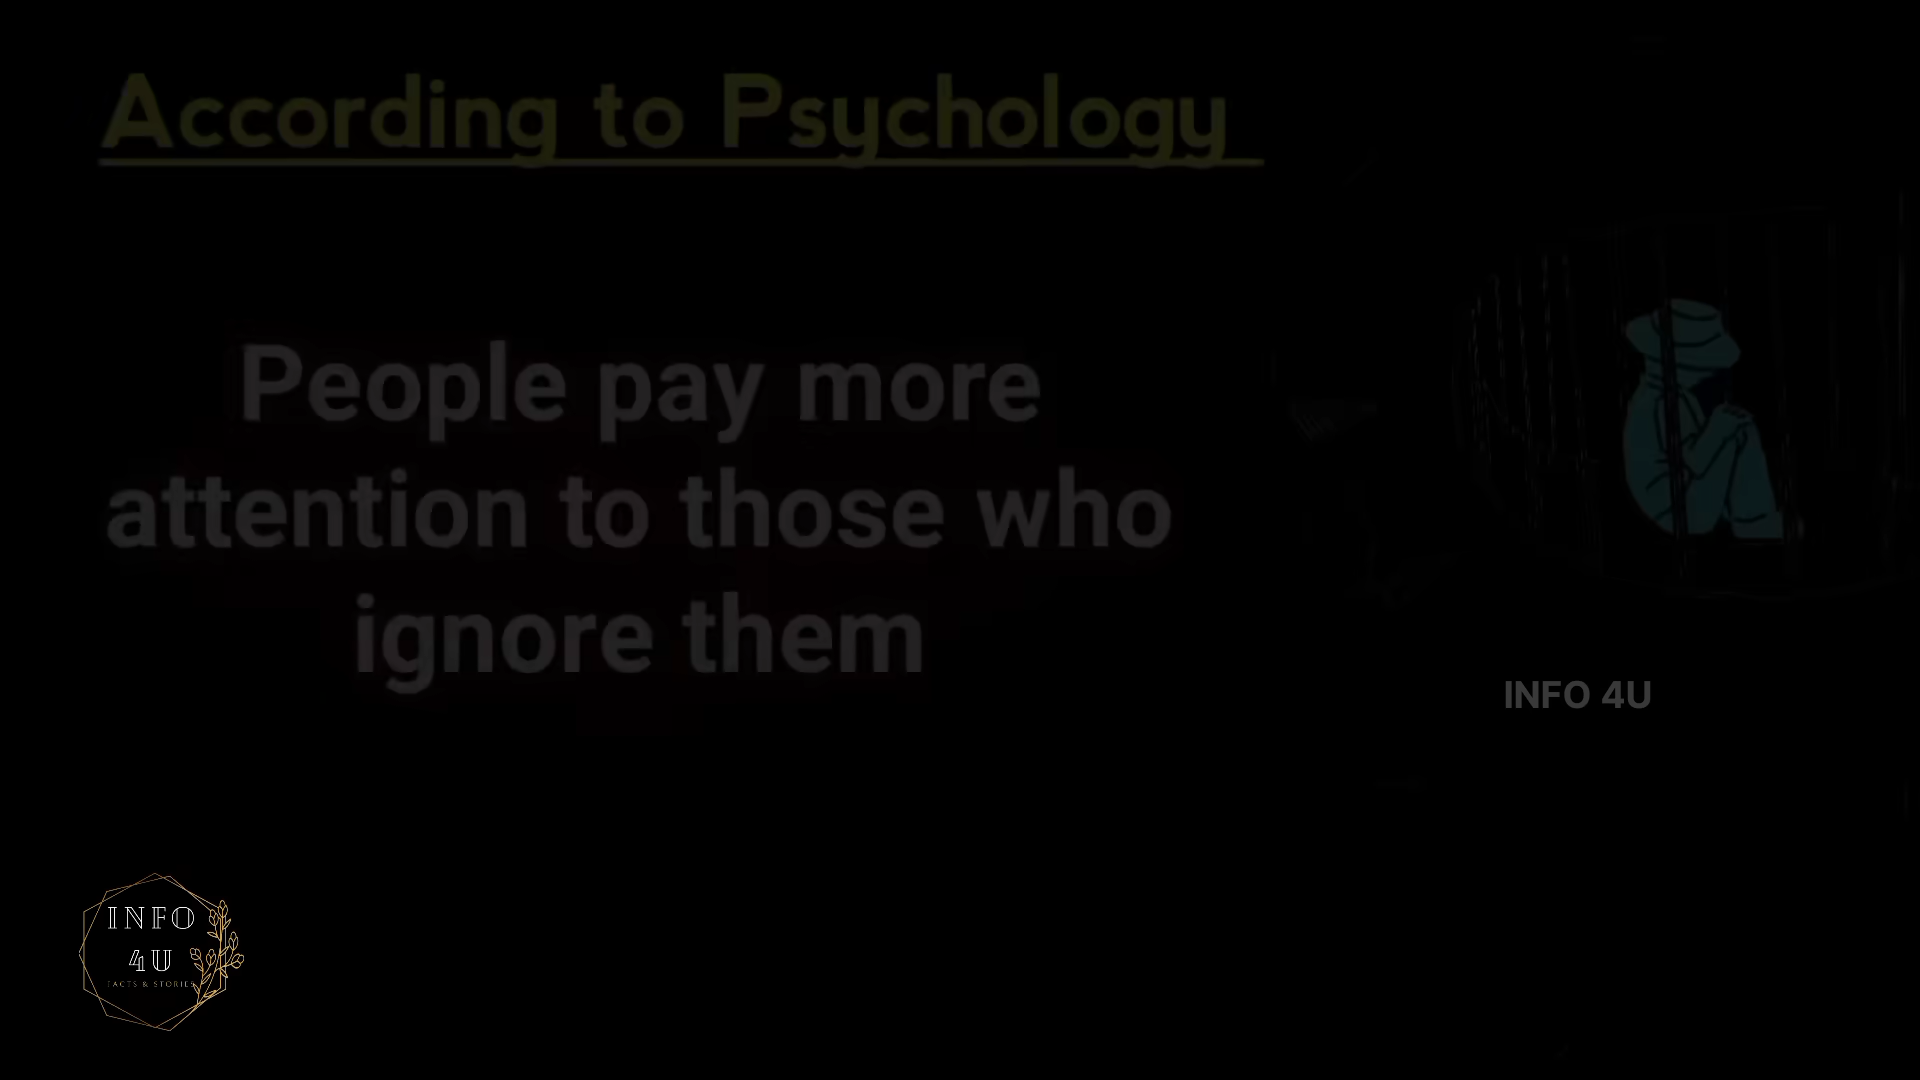 According to Psychology
People pay more
attention to those who
ignore them
INFO 4U
INFO
4U
FACTS & STORIES